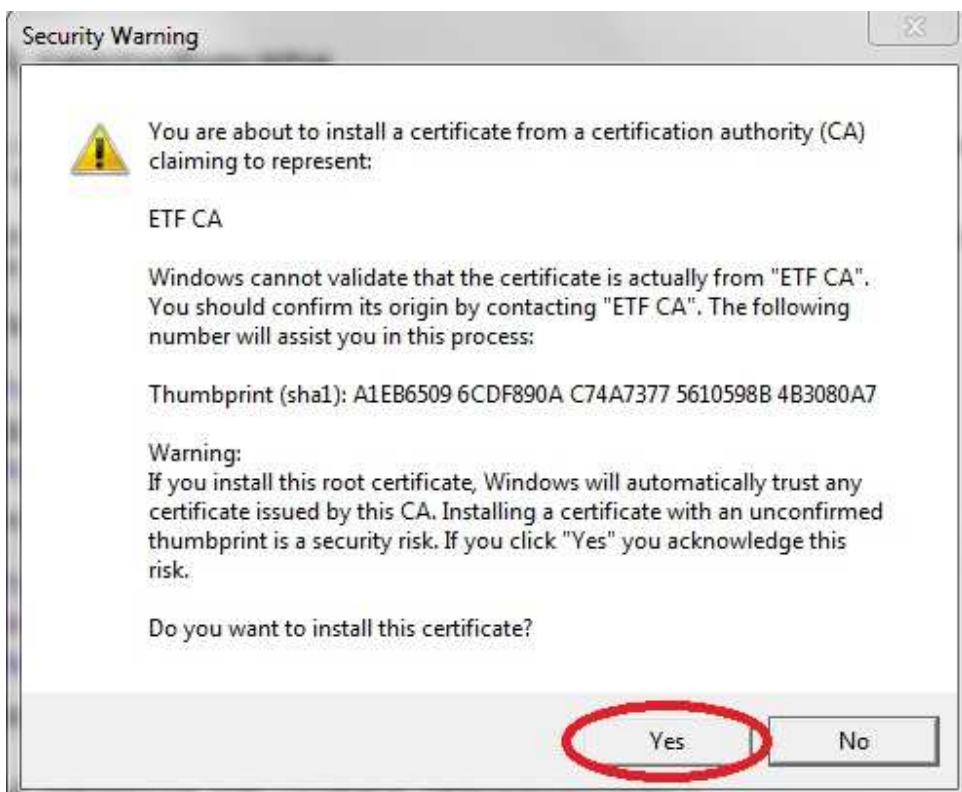 Security Warning
You are about to install a certificate from a certification authority (CA)
claiming to represent:
ETF CA
Windows cannot validate that the certificate is actually from "ETF CA".
You should confirm its origin by contacting "ETF CA". The following
number will assist you in this process:
Thumbprint (sha1): A1EB6509 6CDF890A C74A7377 5610598B 4B3080A7
Warning:
If you install this root certificate, Windows will automatically trust any
certificate issued by this CA. Installing a certificate with an unconfirmed
thumbprint is a security risk. If you click "Yes" you acknowledge this
risk.
Do you want to install this certificate?
Yes No